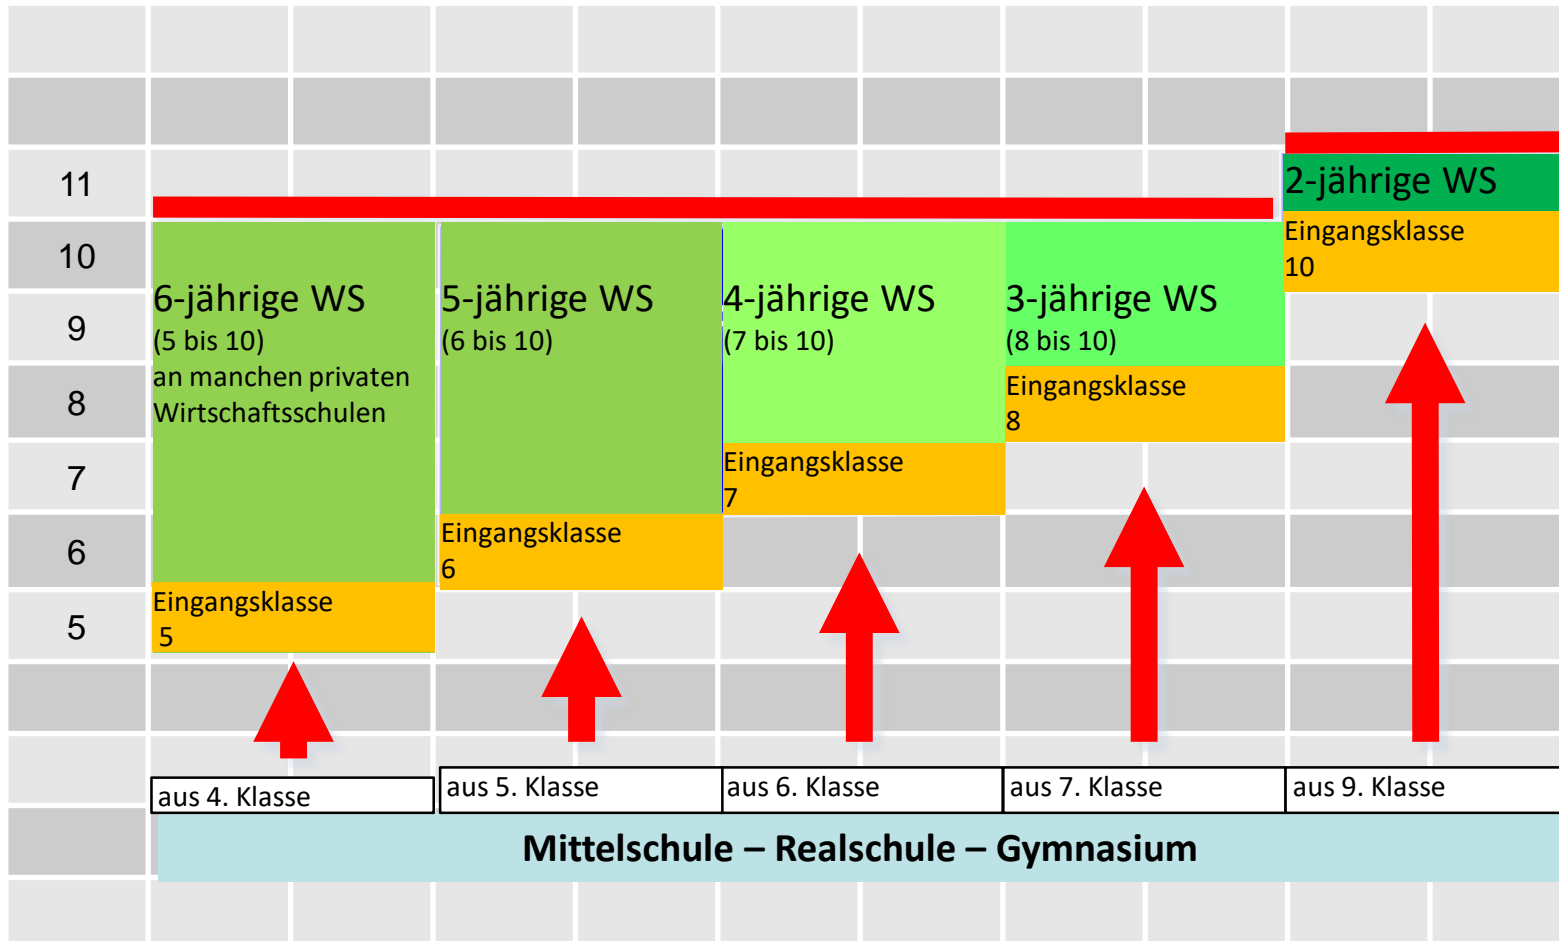 11
10
9
8
7
6
5
6-jährige WS
(5 bis 10)
an manchen privaten
Wirtschaftsschulen
Eingangsklasse
5
5-jährige WS
(6 bis 10)
Eingangsklasse
6
4-jährige WS
(7 bis 10)
Eingangsklasse
7
3-jährige WS
(8 bis 10)
Eingangsklasse
8
2-jährige WS
Eingangsklasse
10
aus 4. Klasse
aus 5. Klasse
aus 6. Klasse
aus 7. Klasse
aus 9. Klasse
Mittelschule – Realschule – Gymnasium